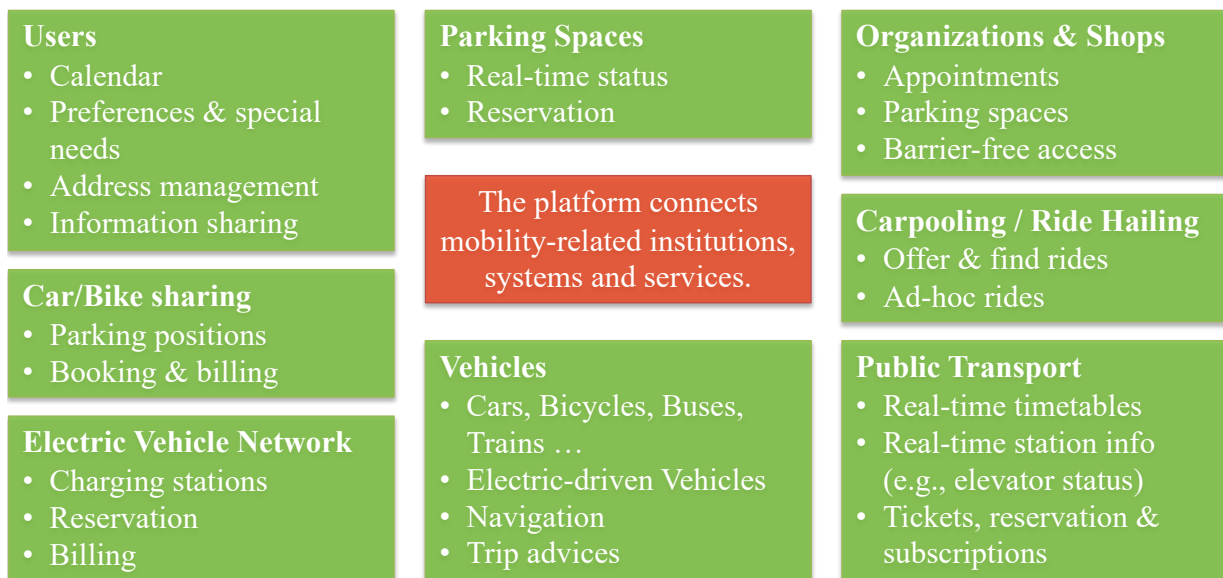 Users
• Calendar
• Preferences & special
needs
• Address management
• Information sharing
Car/Bike sharing
• Parking positions
• Booking & billing
Electric Vehicle Network
• Charging stations
• Reservation
• Billing
Parking Spaces
• Real-time status
• Reservation
The platform connects
mobility-related institutions,
systems and services.
Vehicles
• Cars, Bicycles, Buses,
Trains …
• Electric-driven Vehicles
• Navigation
• Trip advices
Organizations & Shops
• Appointments
• Parking spaces
• Barrier-free access
Carpooling / Ride Hailing
• Offer & find rides
• Ad-hoc rides
Public Transport
• Real-time timetables
• Real-time station info
(e.g., elevator status)
• Tickets, reservation &
subscriptions